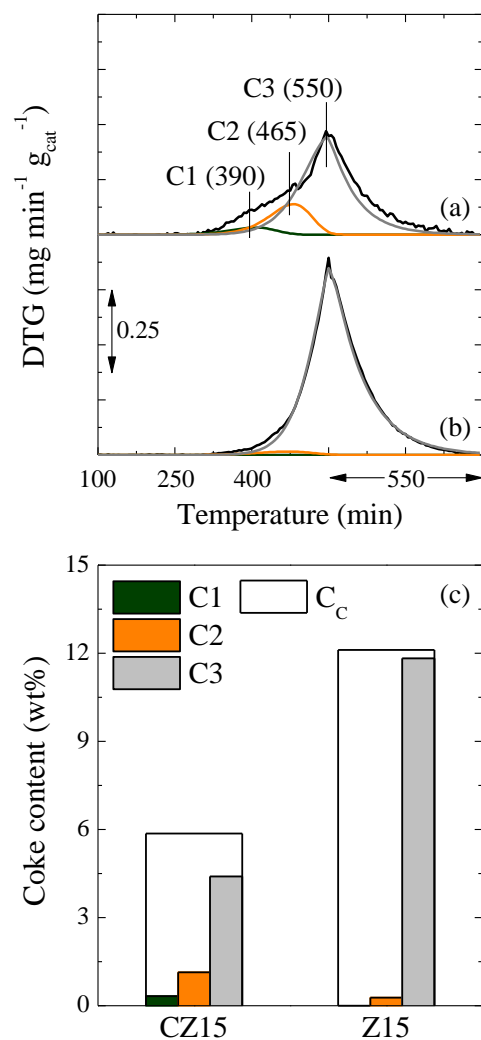 C3 (550)
C2 (465)
C1 (390)
(a)
DTG (mg min⁻¹ g_cat⁻¹)
0.25
(b)
100 250 400 550
Temperature (min)
15
C1 C_C (c)
C2
12
C3
9
Coke content (wt%)
6
3
0
CZ15 Z15